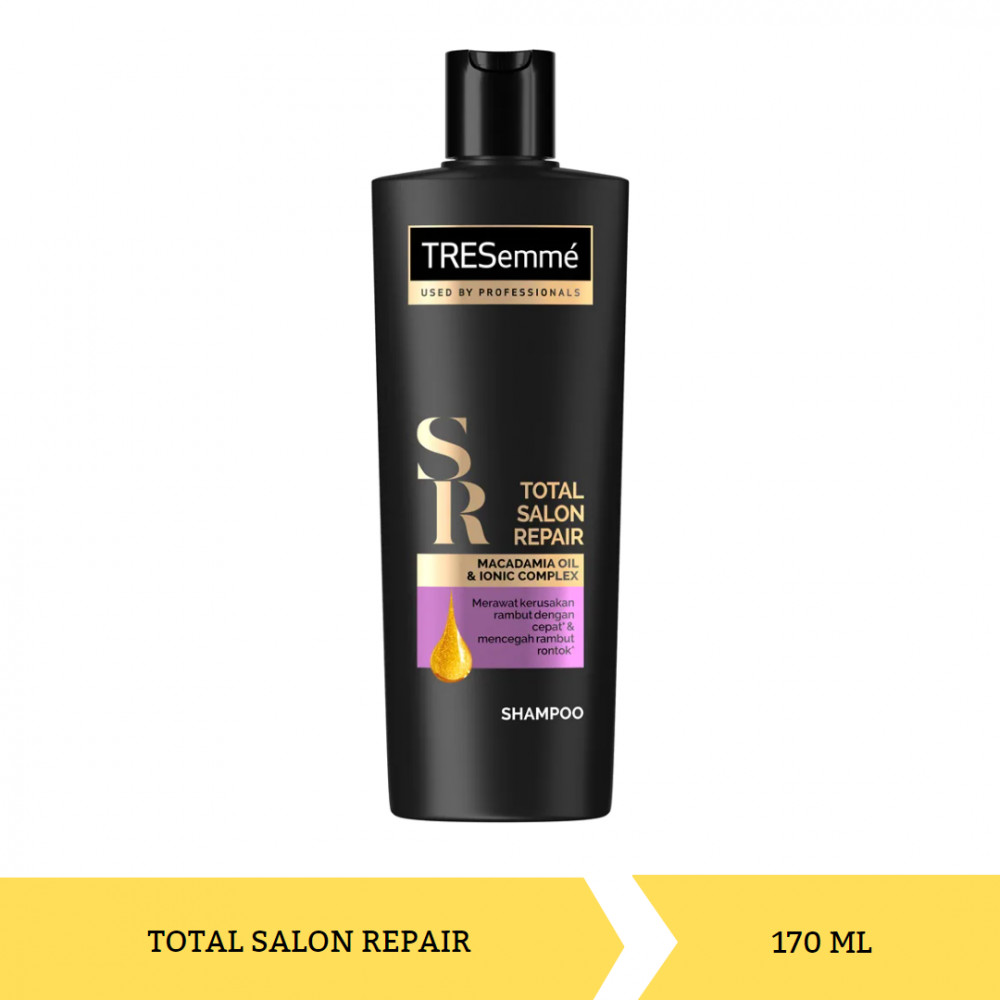 TRESemmé
USED BY PROFESSIONALS
SR
TOTAL
SALON
REPAIR
MACADAMIA OIL
& IONIC COMPLEX
Merawat kerusakan
rambut dengan
cepat* &
mencegah rambut
rontok*
SHAMPOO
TOTAL SALON REPAIR
170 ML